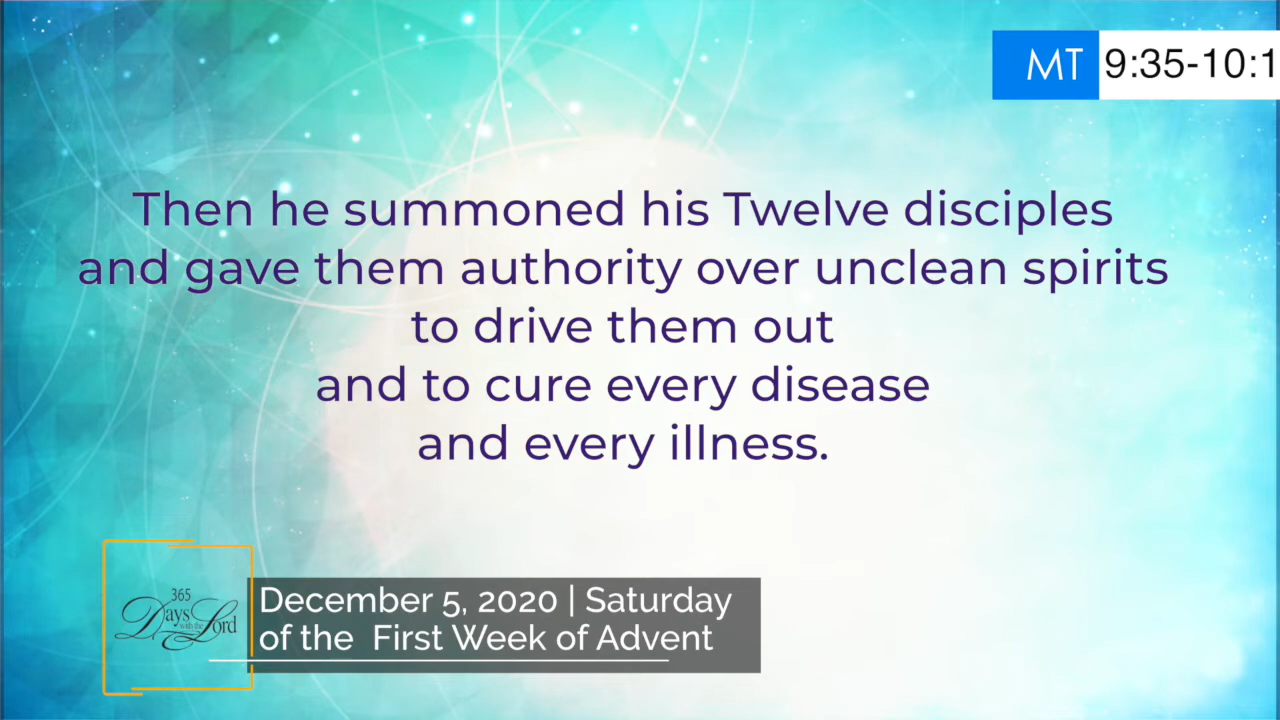 MT 9:35-10:1
Then he summoned his Twelve disciples
and gave them authority over unclean spirits
to drive them out
and to cure every disease
and every illness.
365
Days with the Lord
December 5, 2020 | Saturday
of the First Week of Advent